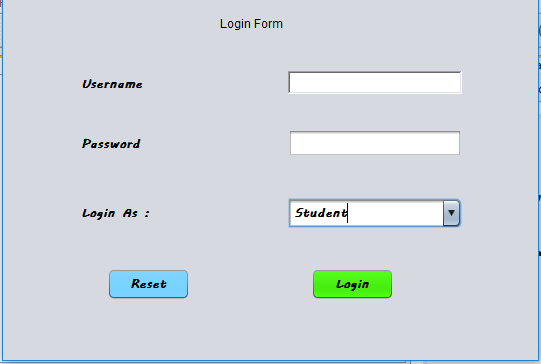 Login Form
Username
Password
Login As :
Student
Reset
Login